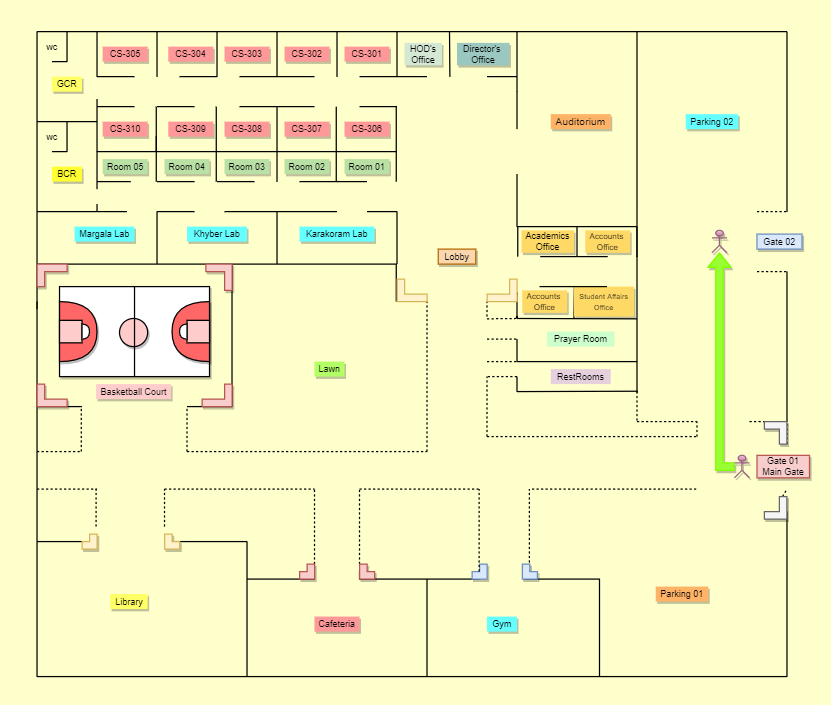 wc
CS-305
CS-304
CS-303
CS-302
CS-301
HOD's
Office
Director's
Office
GCR
Auditorium
Parking 02
wc
CS-310
CS-309
CS-308
CS-307
CS-306
BCR
Room 05
Room 04
Room 03
Room 02
Room 01
Margala Lab
Khyber Lab
Karakoram Lab
Lobby
Academics
Office
Accounts
Office
Gate 02
Accounts
Office
Student Affairs
Office
Prayer Room
RestRooms
Lawn
Basketball Court
Gate 01
Main Gate
Library
Cafeteria
Gym
Parking 01